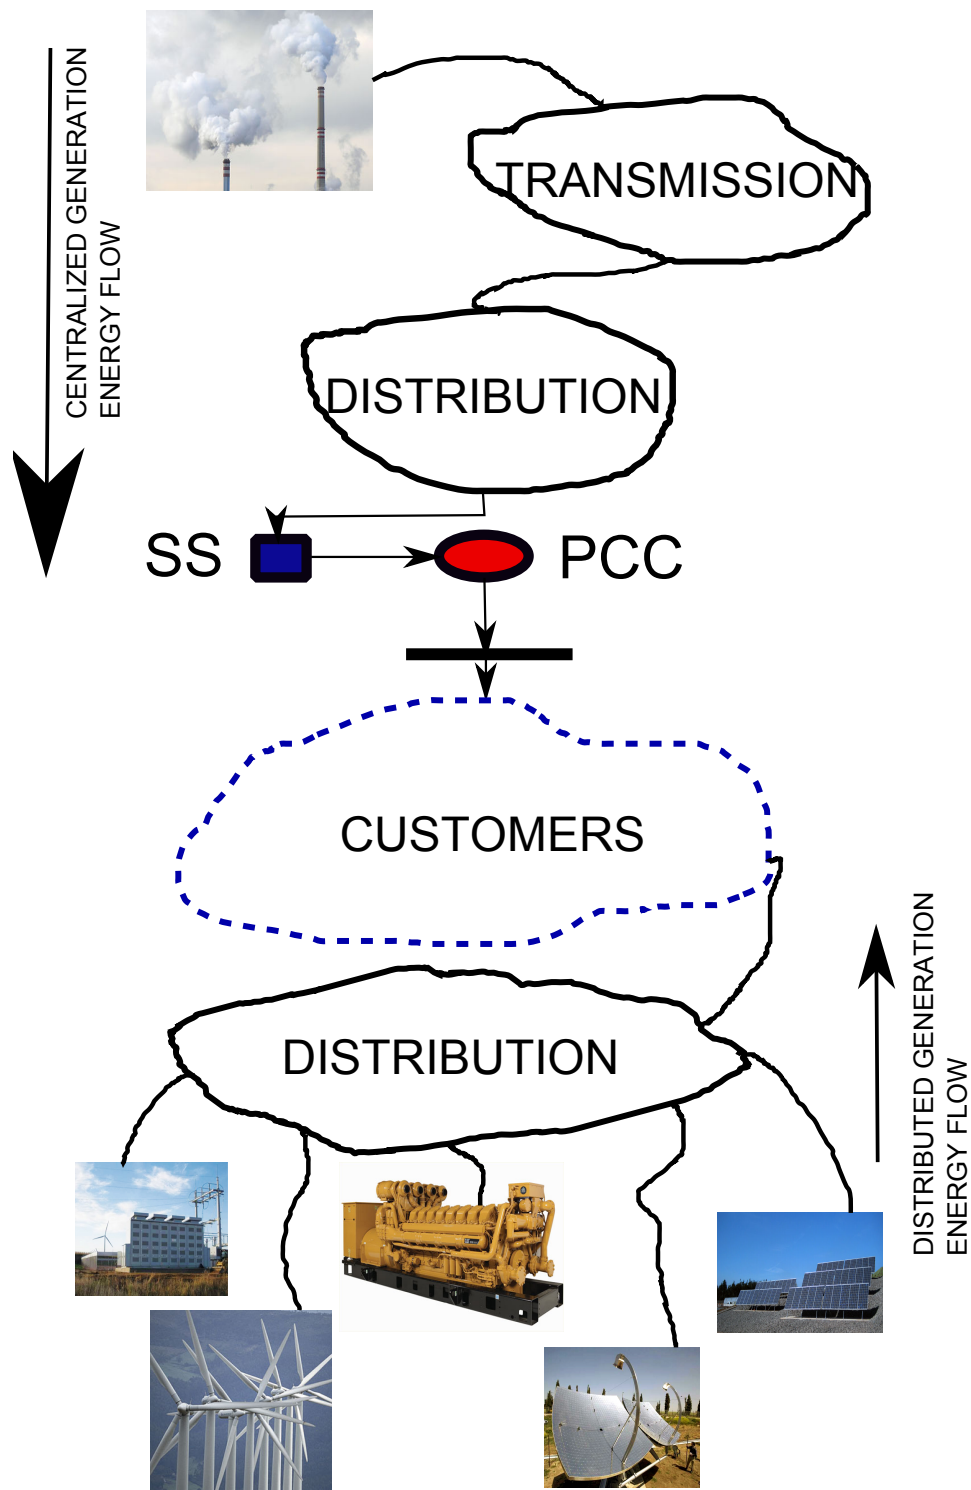 CENTRALIZED GENERATION
ENERGY FLOW
TRANSMISSION
DISTRIBUTION
SS
PCC
CUSTOMERS
DISTRIBUTION
DISTRIBUTED GENERATION
ENERGY FLOW